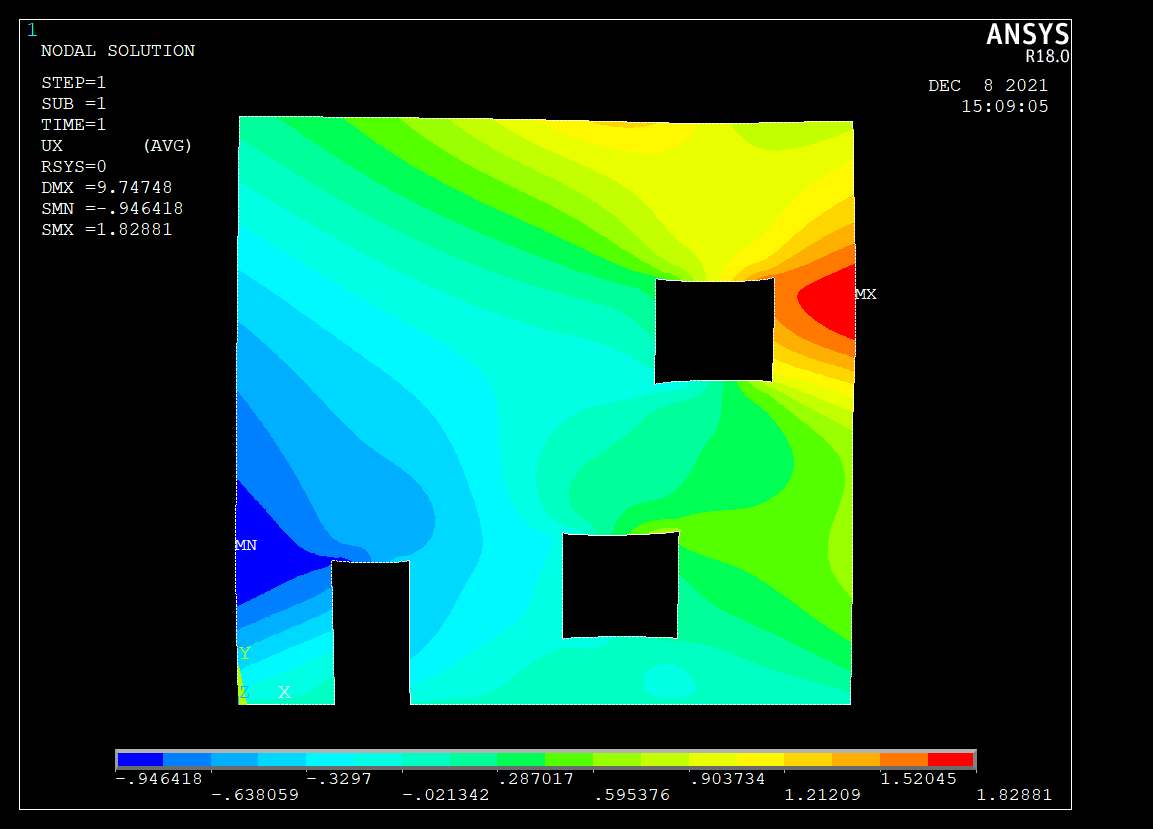 1
ANSYS
R18.0
NODAL SOLUTION
STEP=1
SUB =1
TIME=1
UX (AVG)
RSYS=0
DMX =9.74748
SMN =-.946418
SMX =1.82881
DEC 8 2021
15:09:05
MX
MN
Y
Z X
-.946418 -.3297 .287017 .903734 1.52045
-.638059 -.021342 .595376 1.21209 1.82881